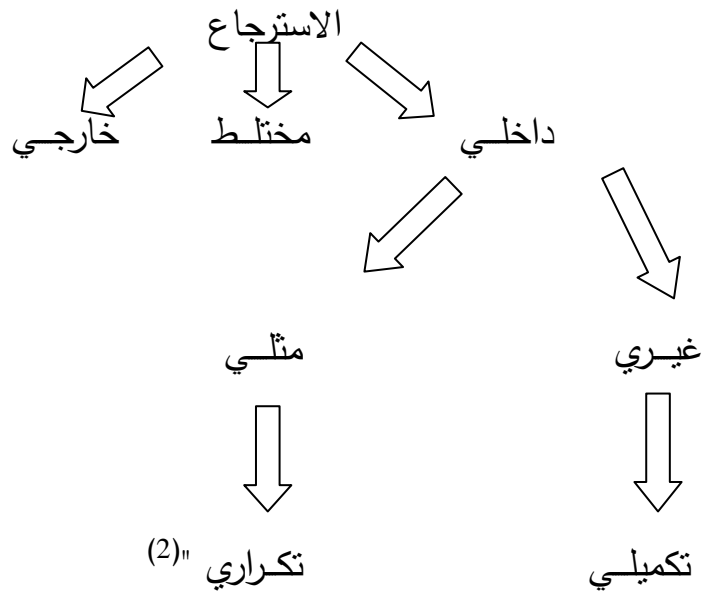 الاسترجاع
داخلي مختلط خارجي
غيري مثلي
تكميلي تكراري "(2)